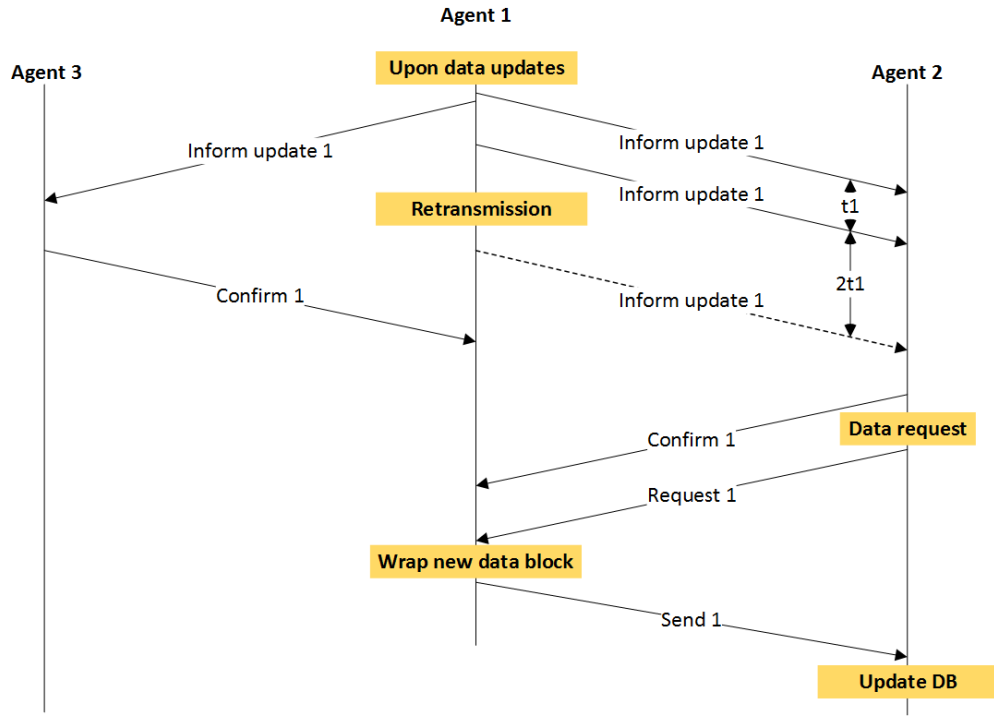 Agent 1
Agent 3
Upon data updates
Agent 2
Inform update 1
Inform update 1
Inform update 1
Retransmission
t1
Confirm 1
Inform update 1
2t1
Data request
Confirm 1
Request 1
Wrap new data block
Send 1
Update DB